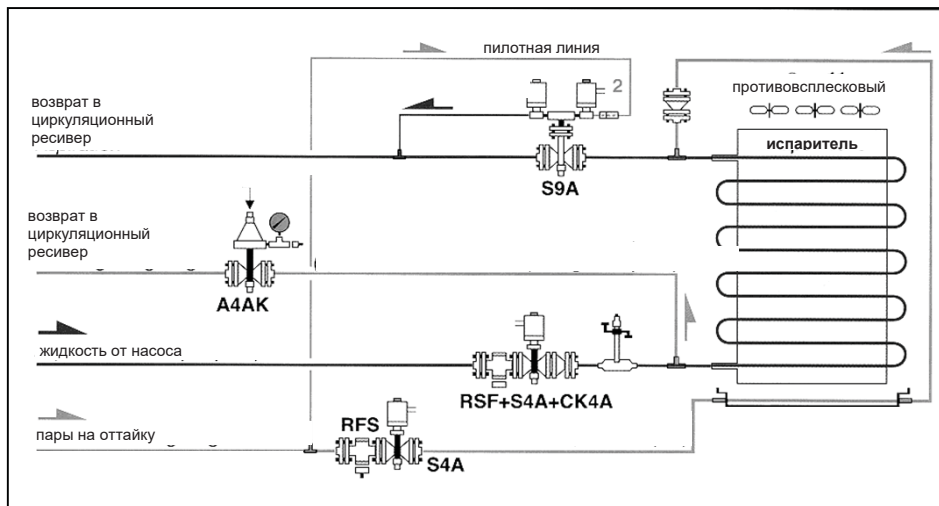 пилотная линия
2
противовсплесковый
возврат в
циркуляционный
ресивер
испаритель
S9A
возврат в
циркуляционный
ресивер
A4AK
жидкость от насоса
RSF+S4A+CK4A
пары на оттайку
RFS
S4A